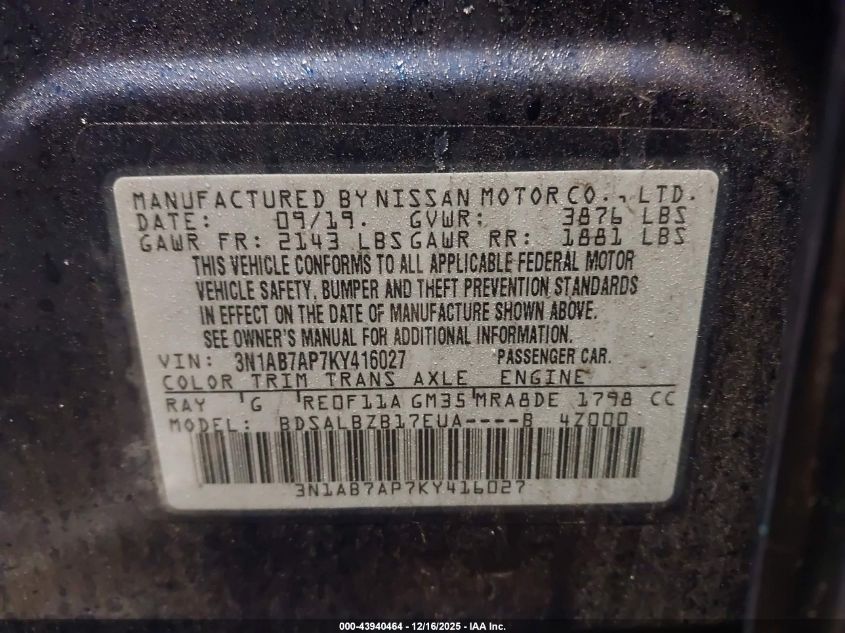 MANUFACTURED BY NISSAN MOTOR CO., LTD.
DATE: 09/19. GVWR: 3876 LBS
GAWR FR: 2143 LBS GAWR RR: 1881 LBS
THIS VEHICLE CONFORMS TO ALL APPLICABLE FEDERAL MOTOR
VEHICLE SAFETY, BUMPER AND THEFT PREVENTION STANDARDS
IN EFFECT ON THE DATE OF MANUFACTURE SHOWN ABOVE.
SEE OWNER'S MANUAL FOR ADDITIONAL INFORMATION.
VIN: 3N1AB7AP7KY416027 PASSENGER CAR.
COLOR TRIM TRANS AXLE ENGINE
RAY G RE0F11A GM35 MRA8DE 1798 CC
MODEL: BDSALBZB17EUA----B 4Z000
3N1AB7AP7KY416027
000-43940464 - 12/16/2025 - IAA Inc.